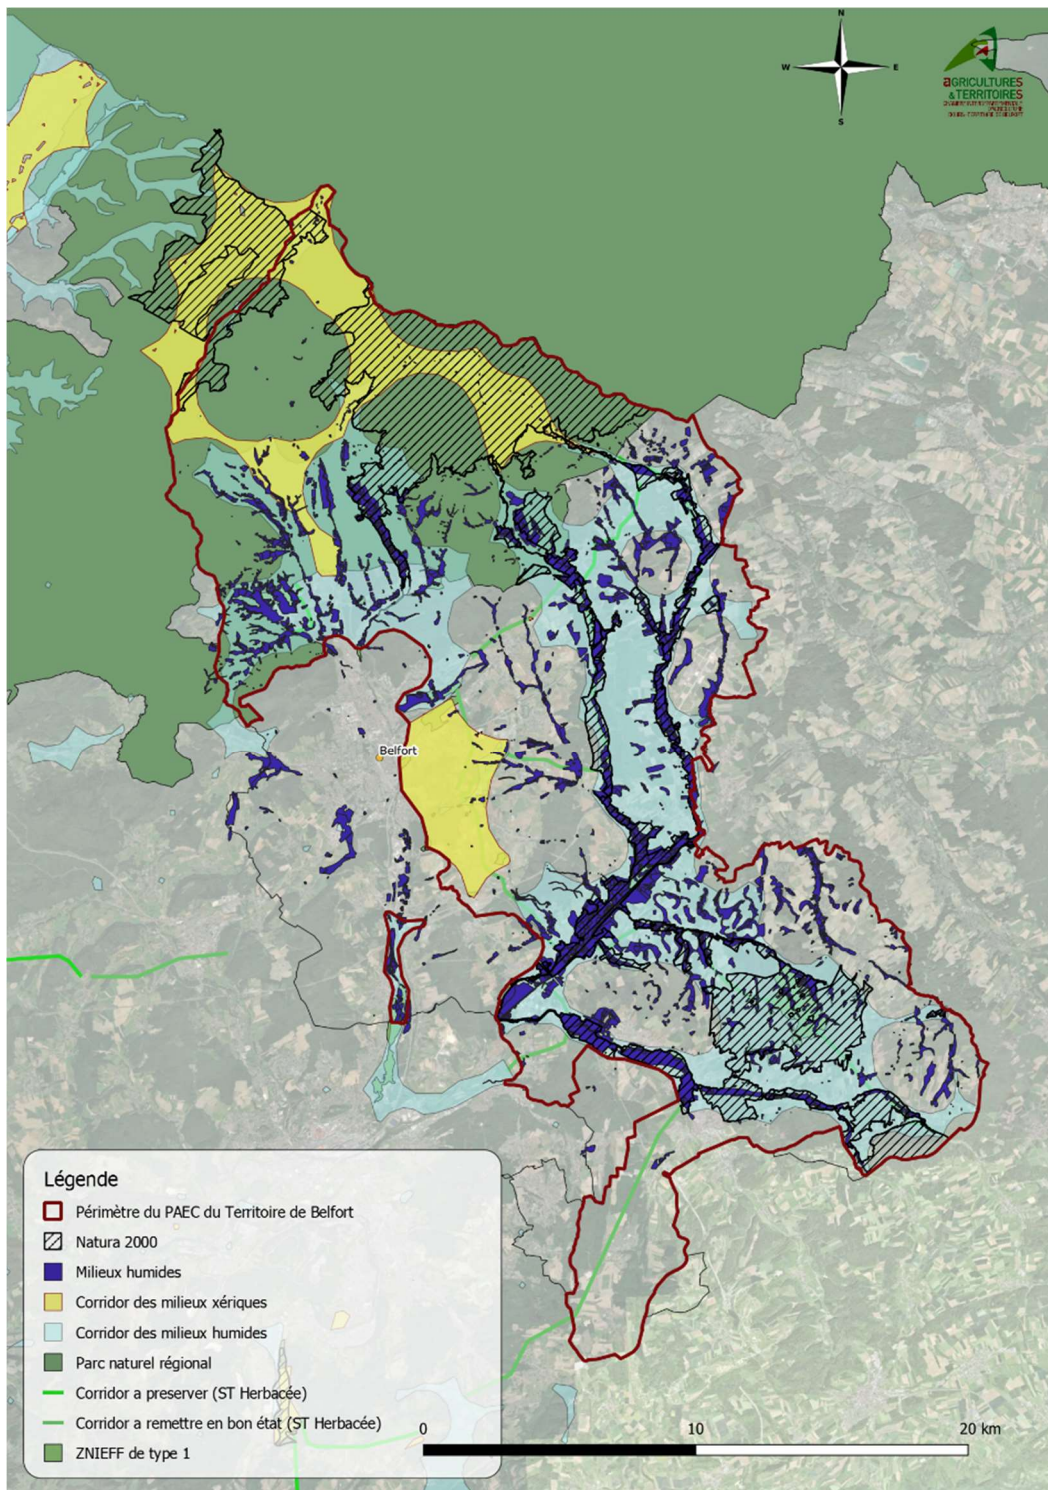 N
W E
S
AGRICULTURES
& TERRITOIRES
Belfort
Légende
Périmètre du PAEC du Territoire de Belfort
Natura 2000
Milieux humides
Corridor des milieux xériques
Corridor des milieux humides
Parc naturel régional
Corridor a preserver (ST Herbacée)
Corridor a remettre en bon état (ST Herbacée)
ZNIEFF de type 1
0 10 20 km